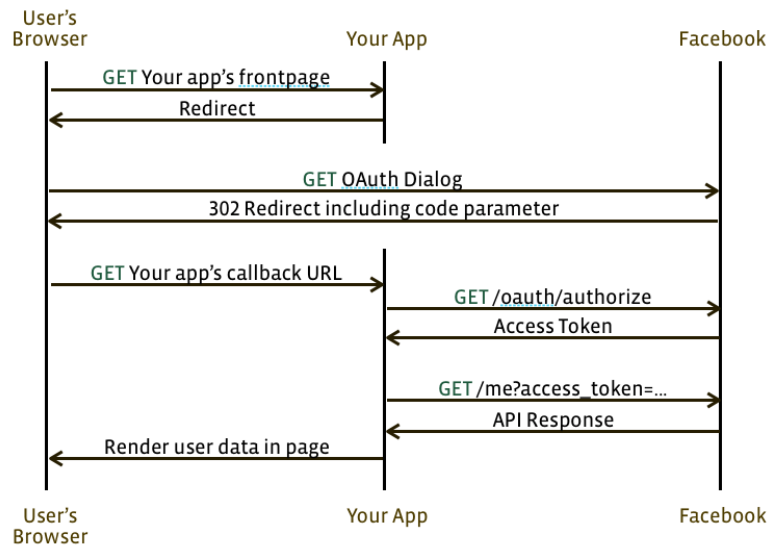 User's
Browser
Your App
Facebook
GET Your app's frontpage
Redirect
GET OAuth Dialog
302 Redirect including code parameter
GET Your app's callback URL
GET /oauth/authorize
Access Token
GET /me?access_token=...
API Response
Render user data in page
User's
Browser
Your App
Facebook